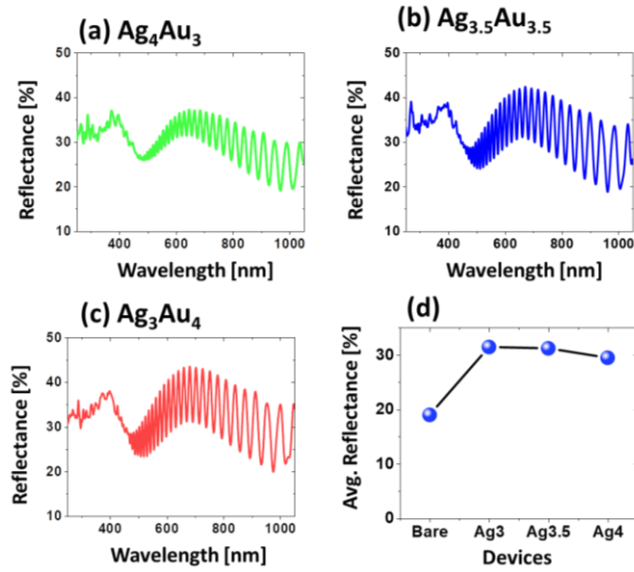 (a) Ag₄Au₃
Reflectance [%]
50
40
30
20
10
400 600 800 1000
Wavelength [nm]
(b) Ag₃.₅Au₃.₅
Reflectance [%]
50
40
30
20
10
400 600 800 1000
Wavelength [nm]
(c) Ag₃Au₄
Reflectance [%]
50
40
30
20
10
400 600 800 1000
Wavelength [nm]
(d)
Avg. Reflectance [%]
30
20
10
0
Bare Ag3 Ag3.5 Ag4
Devices